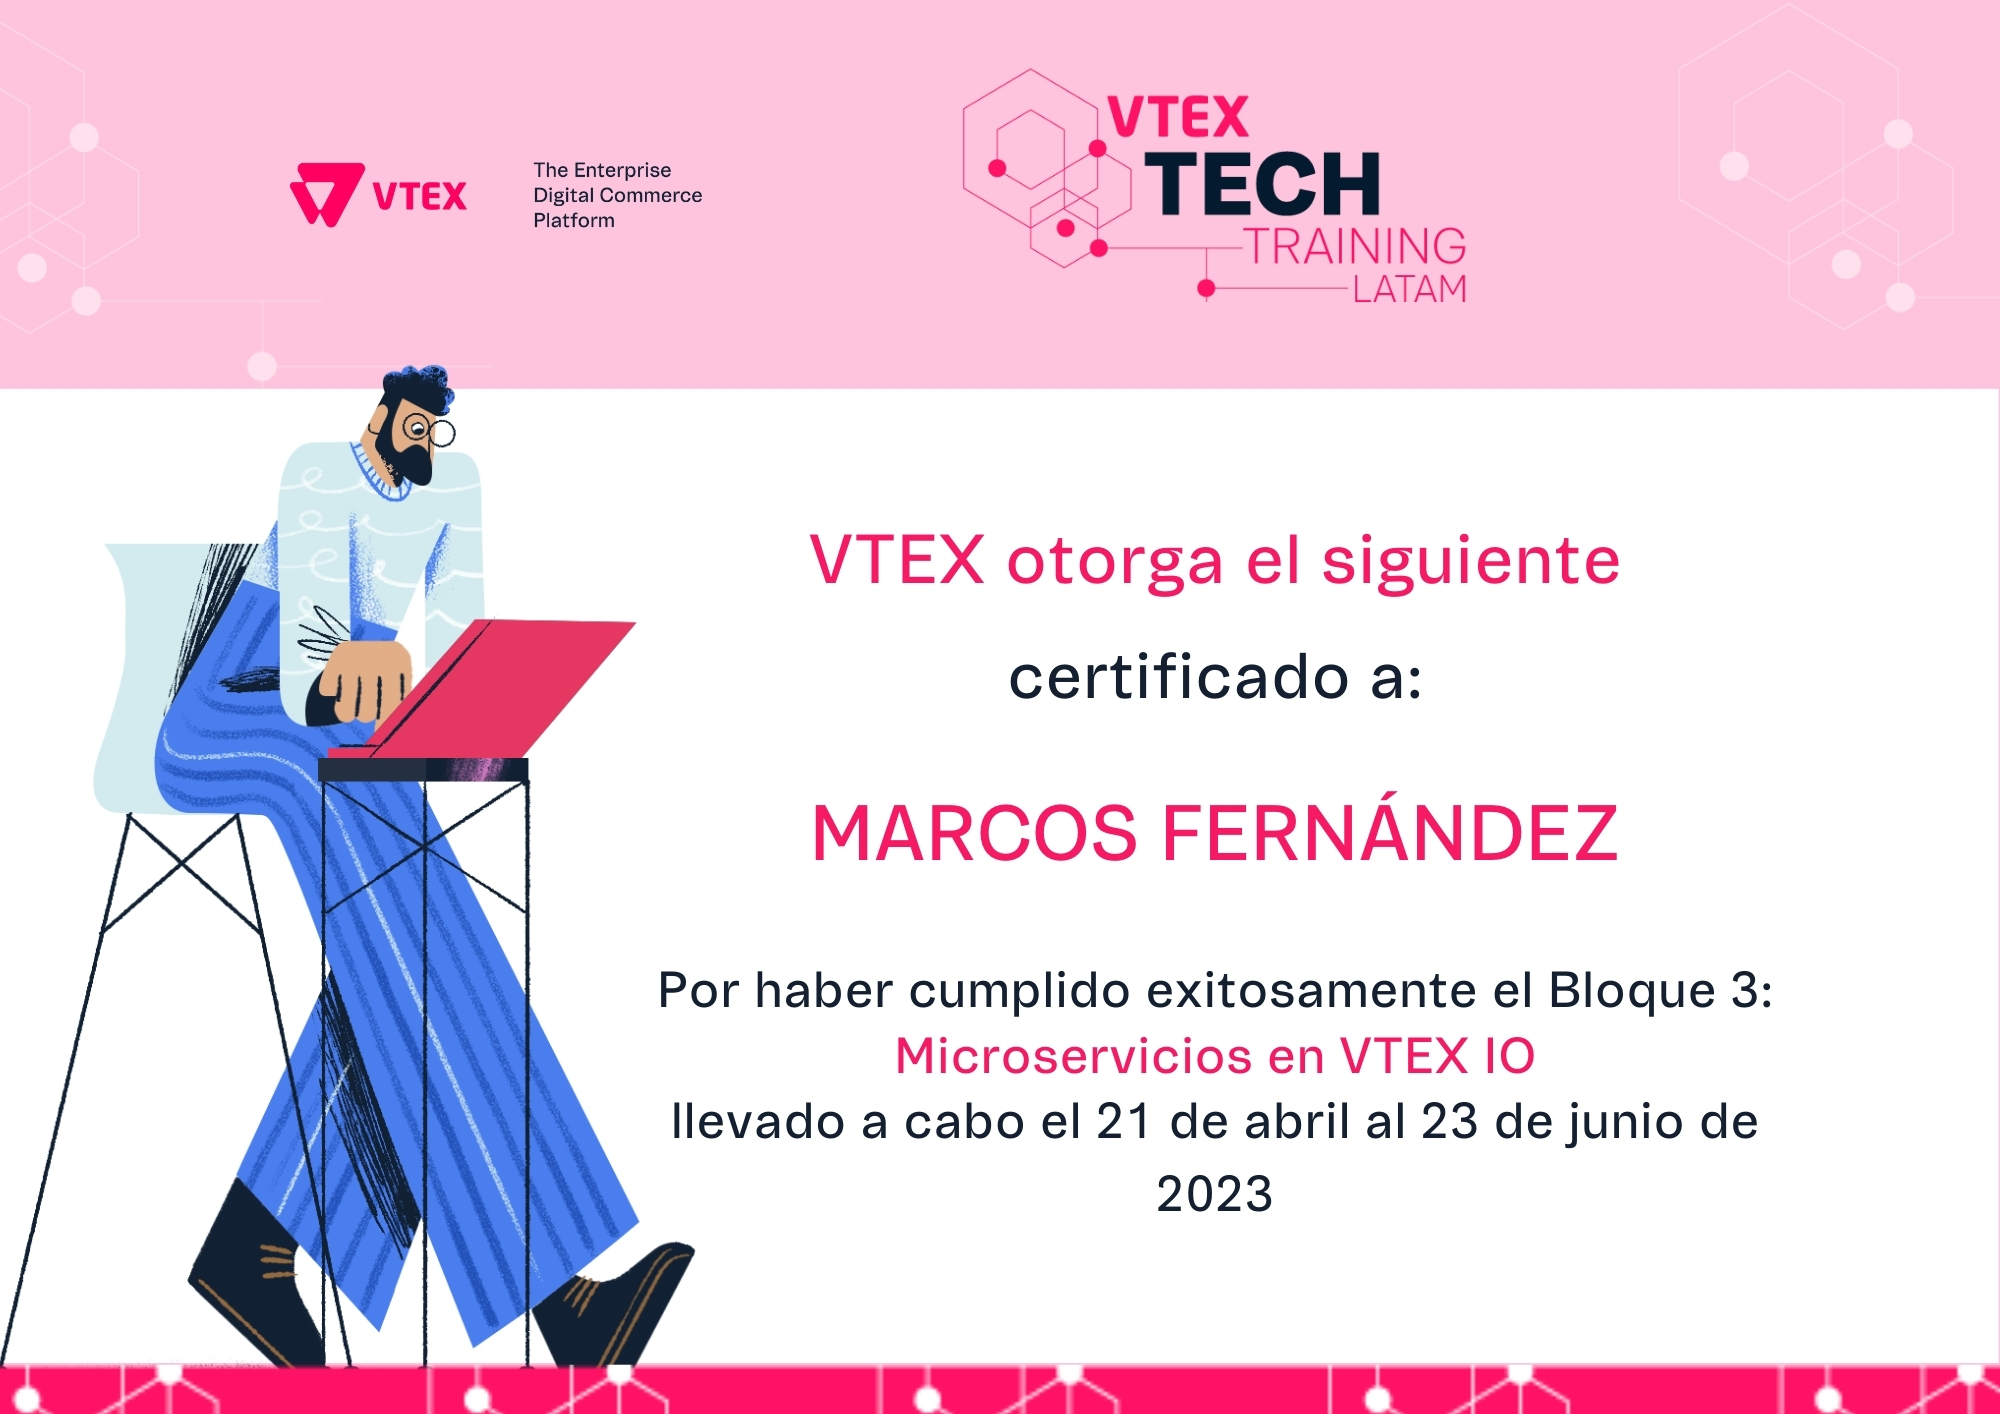 VTEX
The Enterprise
Digital Commerce
Platform
VTEX
TECH
TRAINING
LATAM
VTEX otorga el siguiente
certificado a:
MARCOS FERNÁNDEZ
Por haber cumplido exitosamente el Bloque 3:
Microservicios en VTEX IO
llevado a cabo el 21 de abril al 23 de junio de
2023